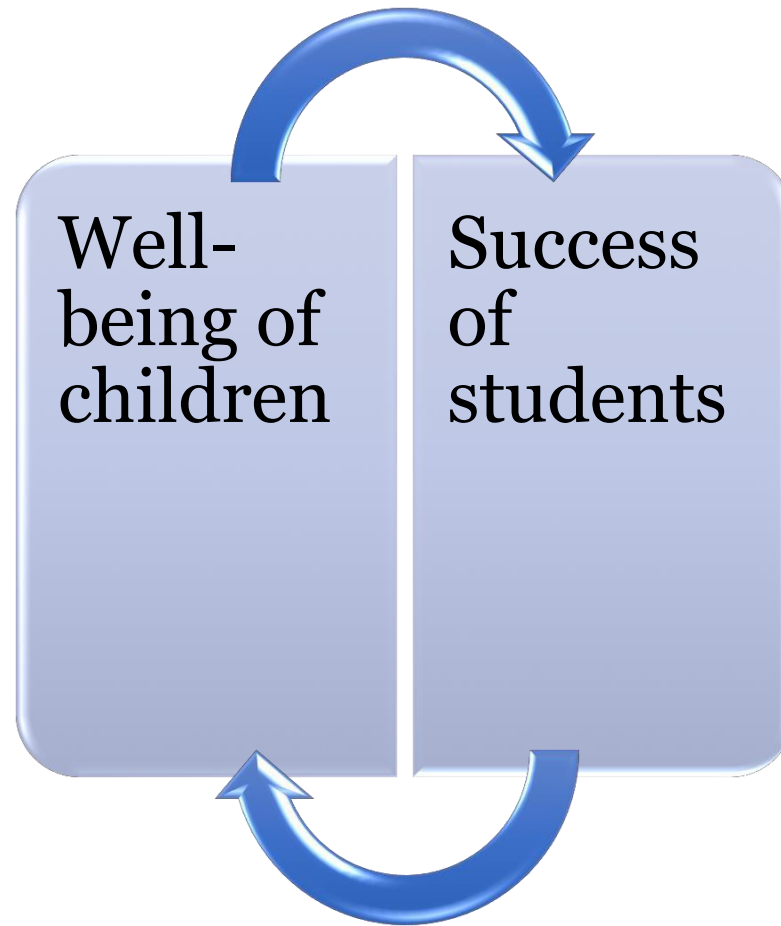 Well-
being of
children
Success
of
students